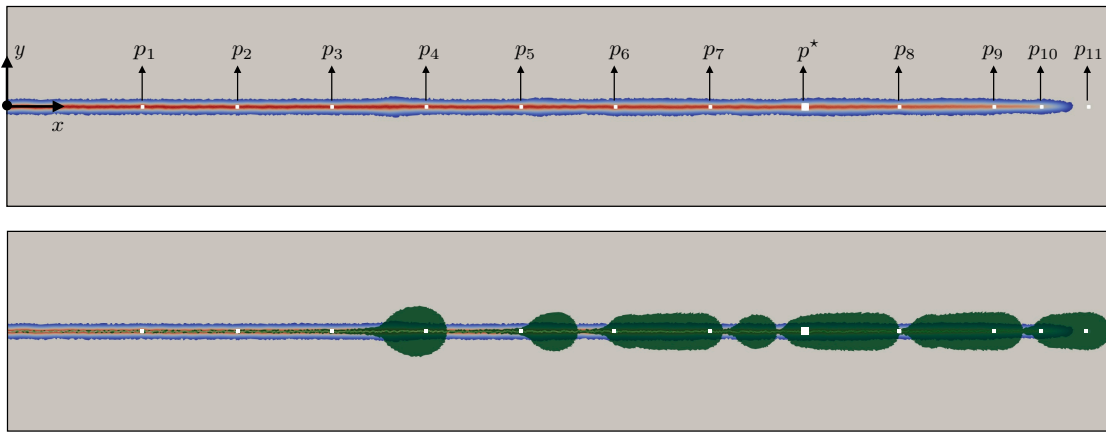 y p₁ p₂ p₃ p₄ p₅ p₆ p₇ p⋆ p₈ p₉ p₁₀ p₁₁
x